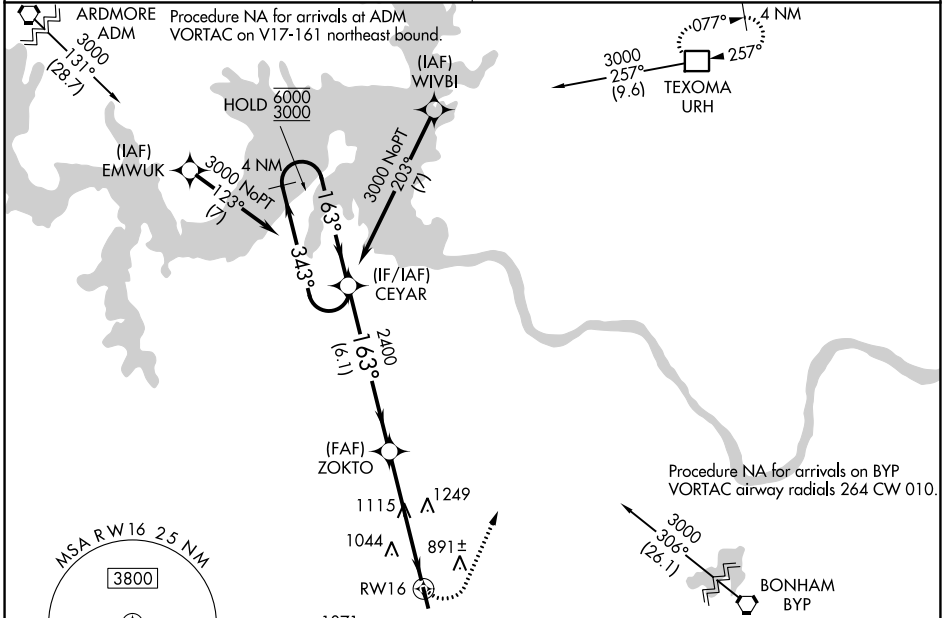 ARDMORE
ADM
Procedure NA for arrivals at ADM
VORTAC on V17-161 northeast bound.
3000
131°
(28.7)
HOLD 6000
3000
(IAF)
WIVBI
077°
4 NM
257°
3000
257°
(9.6)
TEXOMA
URH
(IAF)
EMWUK
3000 NoPT
123°
(7)
4 NM
163°
343°
3000 NoPT
203°
(7)
(IF/IAF)
CEYAR
2400
163°
(6.1)
(FAF)
ZOKTO
1115
1249
1044
891±
RW16
Procedure NA for arrivals on BYP
VORTAC airway radials 264 CW 010.
3000
306°
(26.1)
BONHAM
BYP
MSA RW16 25 NM
3800